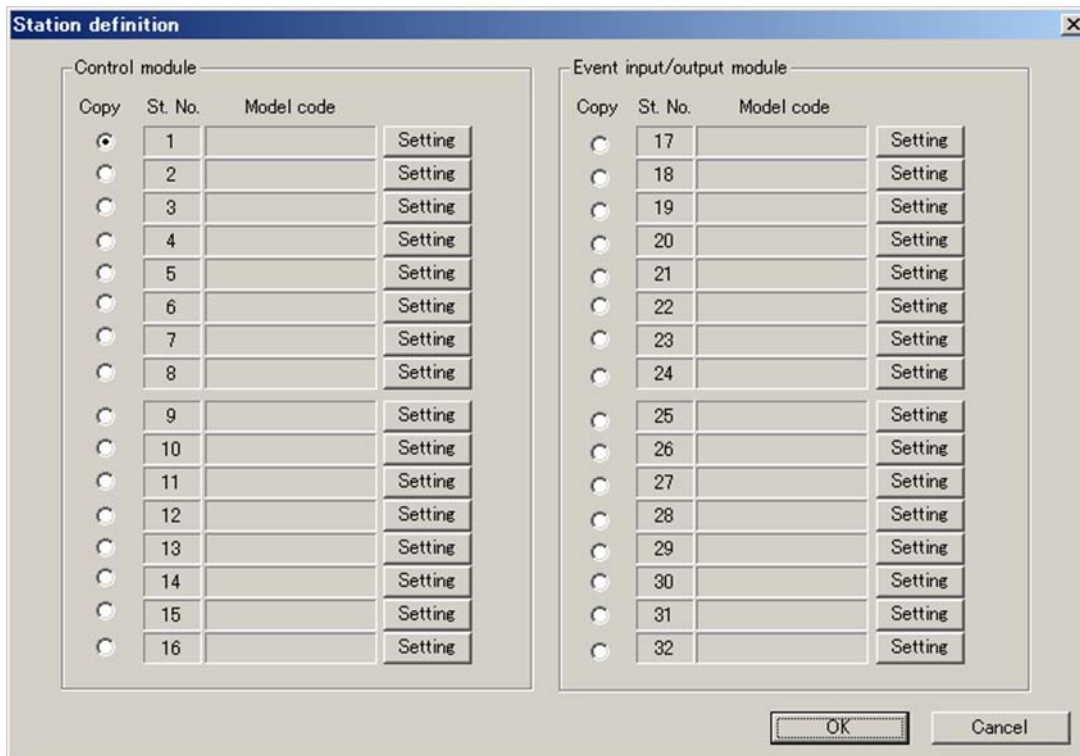 Station definition
Control module
Copy St. No. Model code
1 Setting
2 Setting
3 Setting
4 Setting
5 Setting
6 Setting
7 Setting
8 Setting
9 Setting
10 Setting
11 Setting
12 Setting
13 Setting
14 Setting
15 Setting
16 Setting
Event input/output module
Copy St. No. Model code
17 Setting
18 Setting
19 Setting
20 Setting
21 Setting
22 Setting
23 Setting
24 Setting
25 Setting
26 Setting
27 Setting
28 Setting
29 Setting
30 Setting
31 Setting
32 Setting
OK Cancel